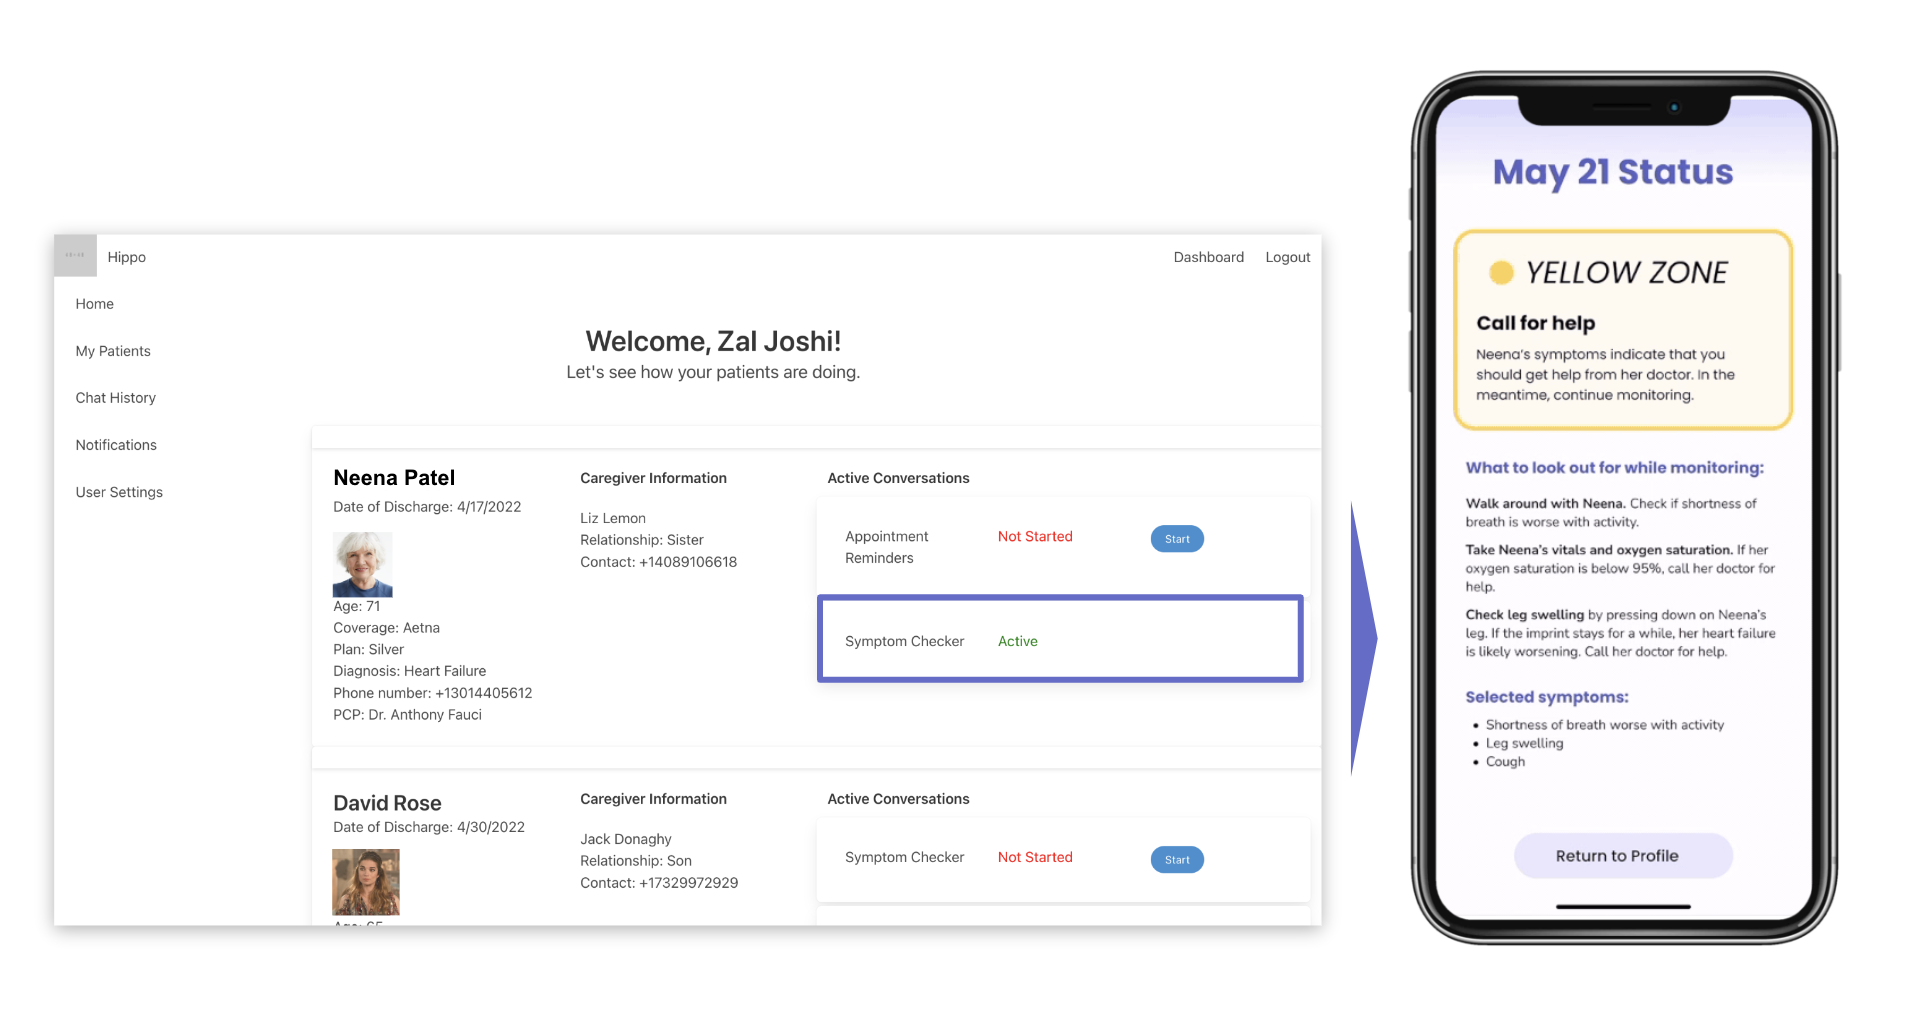 Hippo
Dashboard
Logout
Home
My Patients
Chat History
Notifications
User Settings
Welcome, Zal Joshi!
Let's see how your patients are doing.
Neena Patel
Date of Discharge: 4/17/2022
Age: 71
Coverage: Aetna
Plan: Silver
Diagnosis: Heart Failure
Phone number: +13014405612
PCP: Dr. Anthony Fauci
Caregiver Information
Liz Lemon
Relationship: Sister
Contact: +14089106618
Active Conversations
Appointment
Reminders
Not Started
Start
Symptom Checker
Active
David Rose
Date of Discharge: 4/30/2022
Age: 65
Caregiver Information
Jack Donaghy
Relationship: Son
Contact: +17329972929
Active Conversations
Symptom Checker
Not Started
Start
May 21 Status
YELLOW ZONE
Call for help
Neena's symptoms indicate that you
should get help from her doctor. In the
meantime, continue monitoring.
What to look out for while monitoring:
Walk around with Neena. Check if shortness of
breath is worse with activity.
Take Neena's vitals and oxygen saturation. If her
oxygen saturation is below 95%, call her doctor for
help.
Check leg swelling by pressing down on Neena's
leg. If the imprint stays for a while, her heart failure
is likely worsening. Call her doctor for help.
Selected symptoms:
• Shortness of breath worse with activity
• Leg swelling
• Cough
Return to Profile